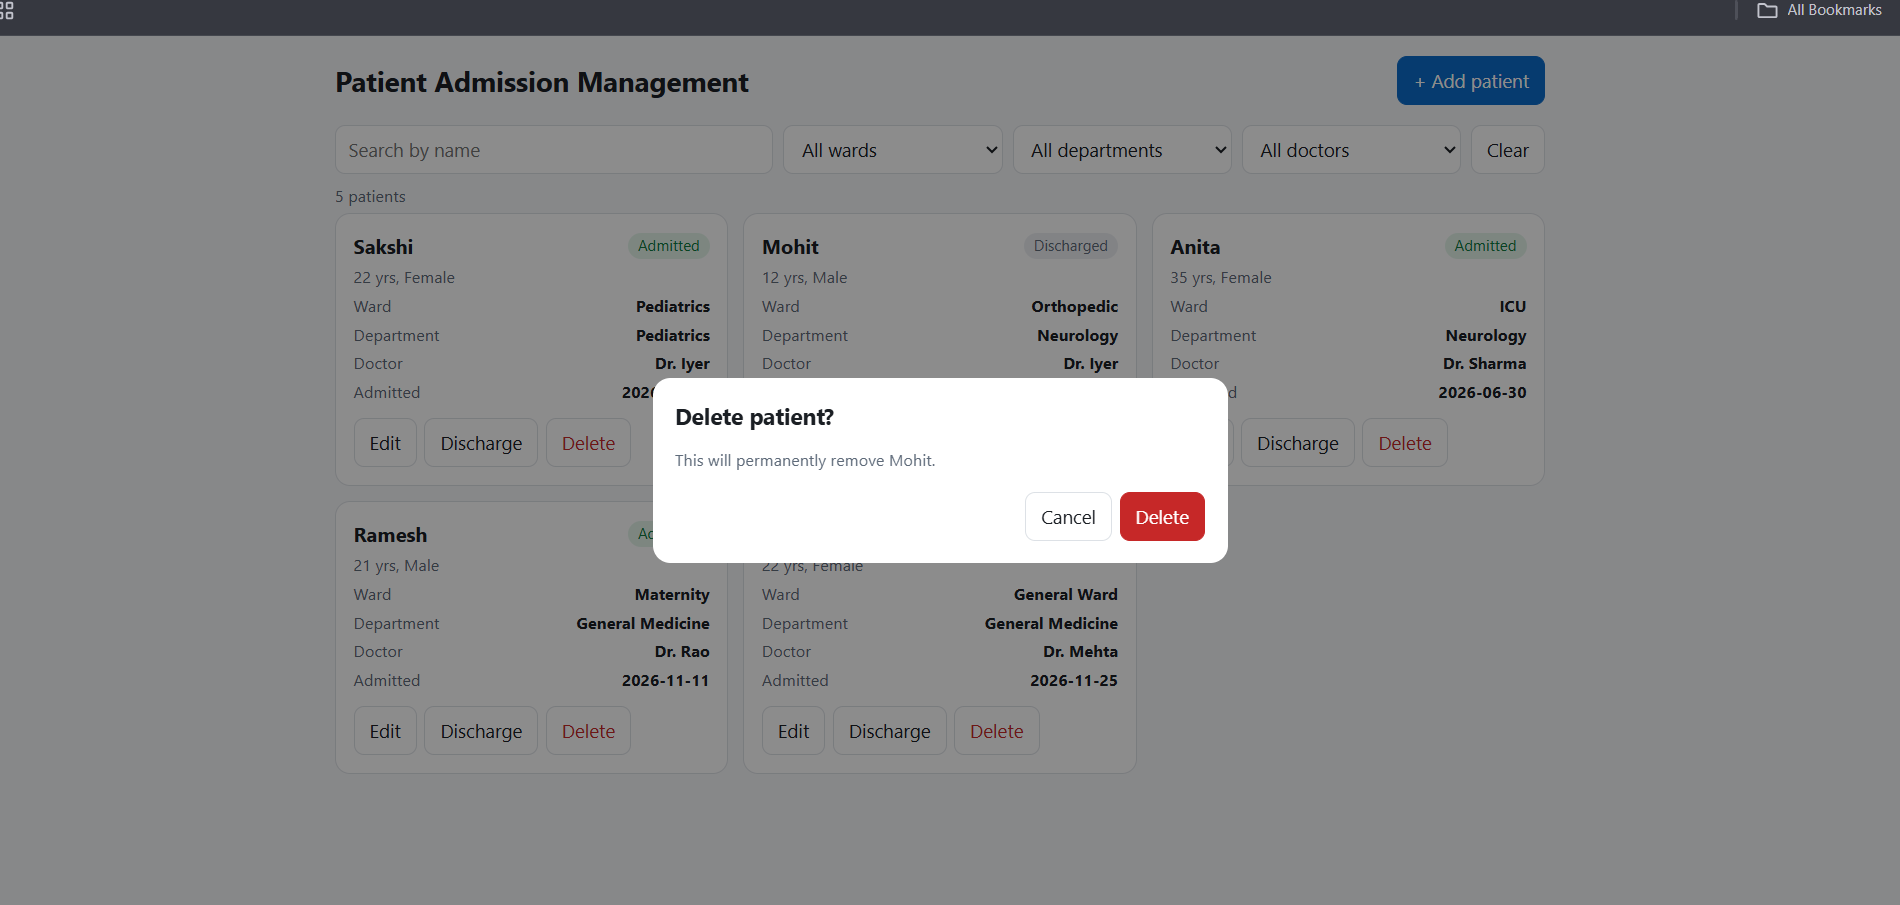 All Bookmarks
Patient Admission Management
+ Add patient
Search by name
All wards
All departments
All doctors
Clear
5 patients
Sakshi
Admitted
22 yrs, Female
Ward
Pediatrics
Department
Pediatrics
Doctor
Dr. Iyer
Admitted
Edit
Discharge
Delete
Mohit
Discharged
12 yrs, Male
Ward
Orthopedic
Department
Neurology
Doctor
Dr. Iyer
Anita
Admitted
35 yrs, Female
Ward
ICU
Department
Neurology
Doctor
Dr. Sharma
2026-06-30
Discharge
Delete
Delete patient?
This will permanently remove Mohit.
Cancel
Delete
Ramesh
21 yrs, Male
Ward
Maternity
Department
General Medicine
Doctor
Dr. Rao
Admitted
2026-11-11
Edit
Discharge
Delete
22 yrs, Female
Ward
General Ward
Department
General Medicine
Doctor
Dr. Mehta
Admitted
2026-11-25
Edit
Discharge
Delete